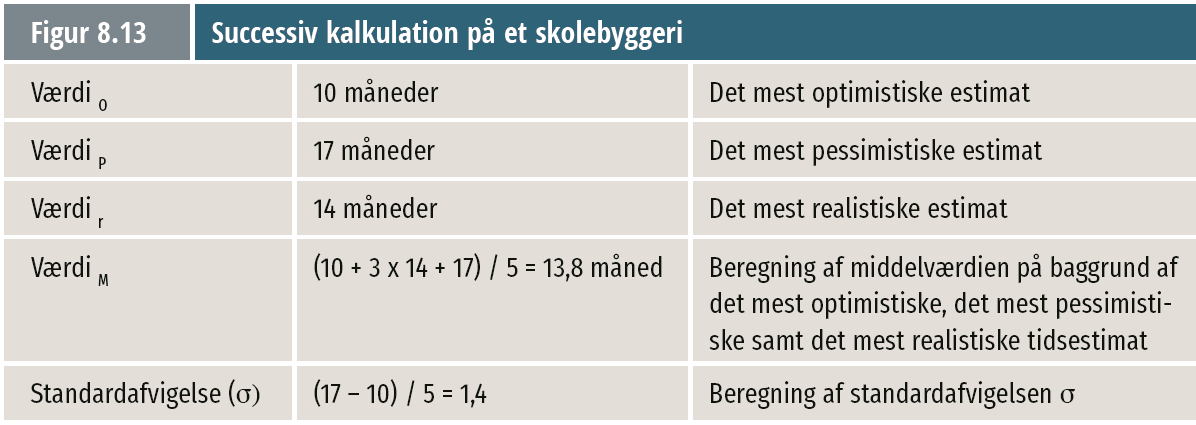 Figur 8.13 Successiv kalkulation på et skolebyggeri
Værdi O 10 måneder Det mest optimistiske estimat
Værdi P 17 måneder Det mest pessimistiske estimat
Værdi r 14 måneder Det mest realistiske estimat
Værdi M (10 + 3 x 14 + 17) / 5 = 13,8 måned Beregning af middelværdien på baggrund af
det mest optimistiske, det mest pessimisti-
ske samt det mest realistiske tidsestimat
Standardafvigelse (σ) (17 – 10) / 5 = 1,4 Beregning af standardafvigelsen σ